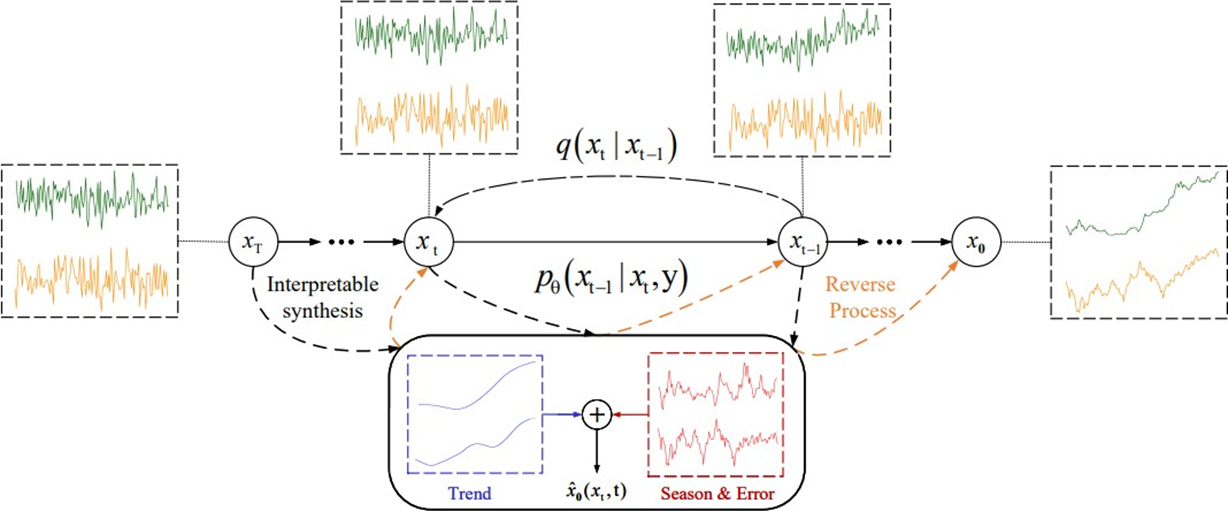 q(x_t | x_{t-1})
x_T
•••
x_t
x_{t-1}
•••
x_0
Interpretable
synthesis
p_θ(x_{t-1} | x_t, y)
Reverse
Process
+
x̂_0(x_t, t)
Trend
Season & Error